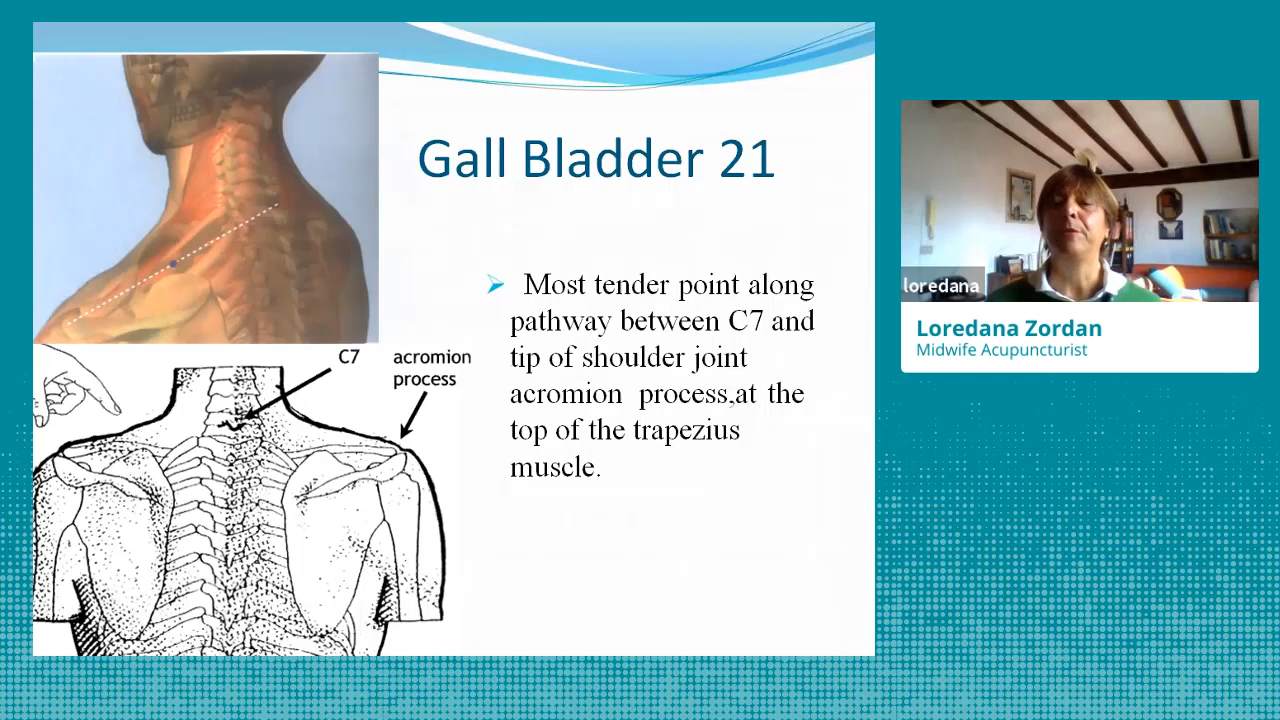 Gall Bladder 21
Most tender point along
pathway between C7 and
tip of shoulder joint
acromion process,at the
top of the trapezius
muscle.
C7
acromion
process
loredana
Loredana Zordan
Midwife Acupuncturist